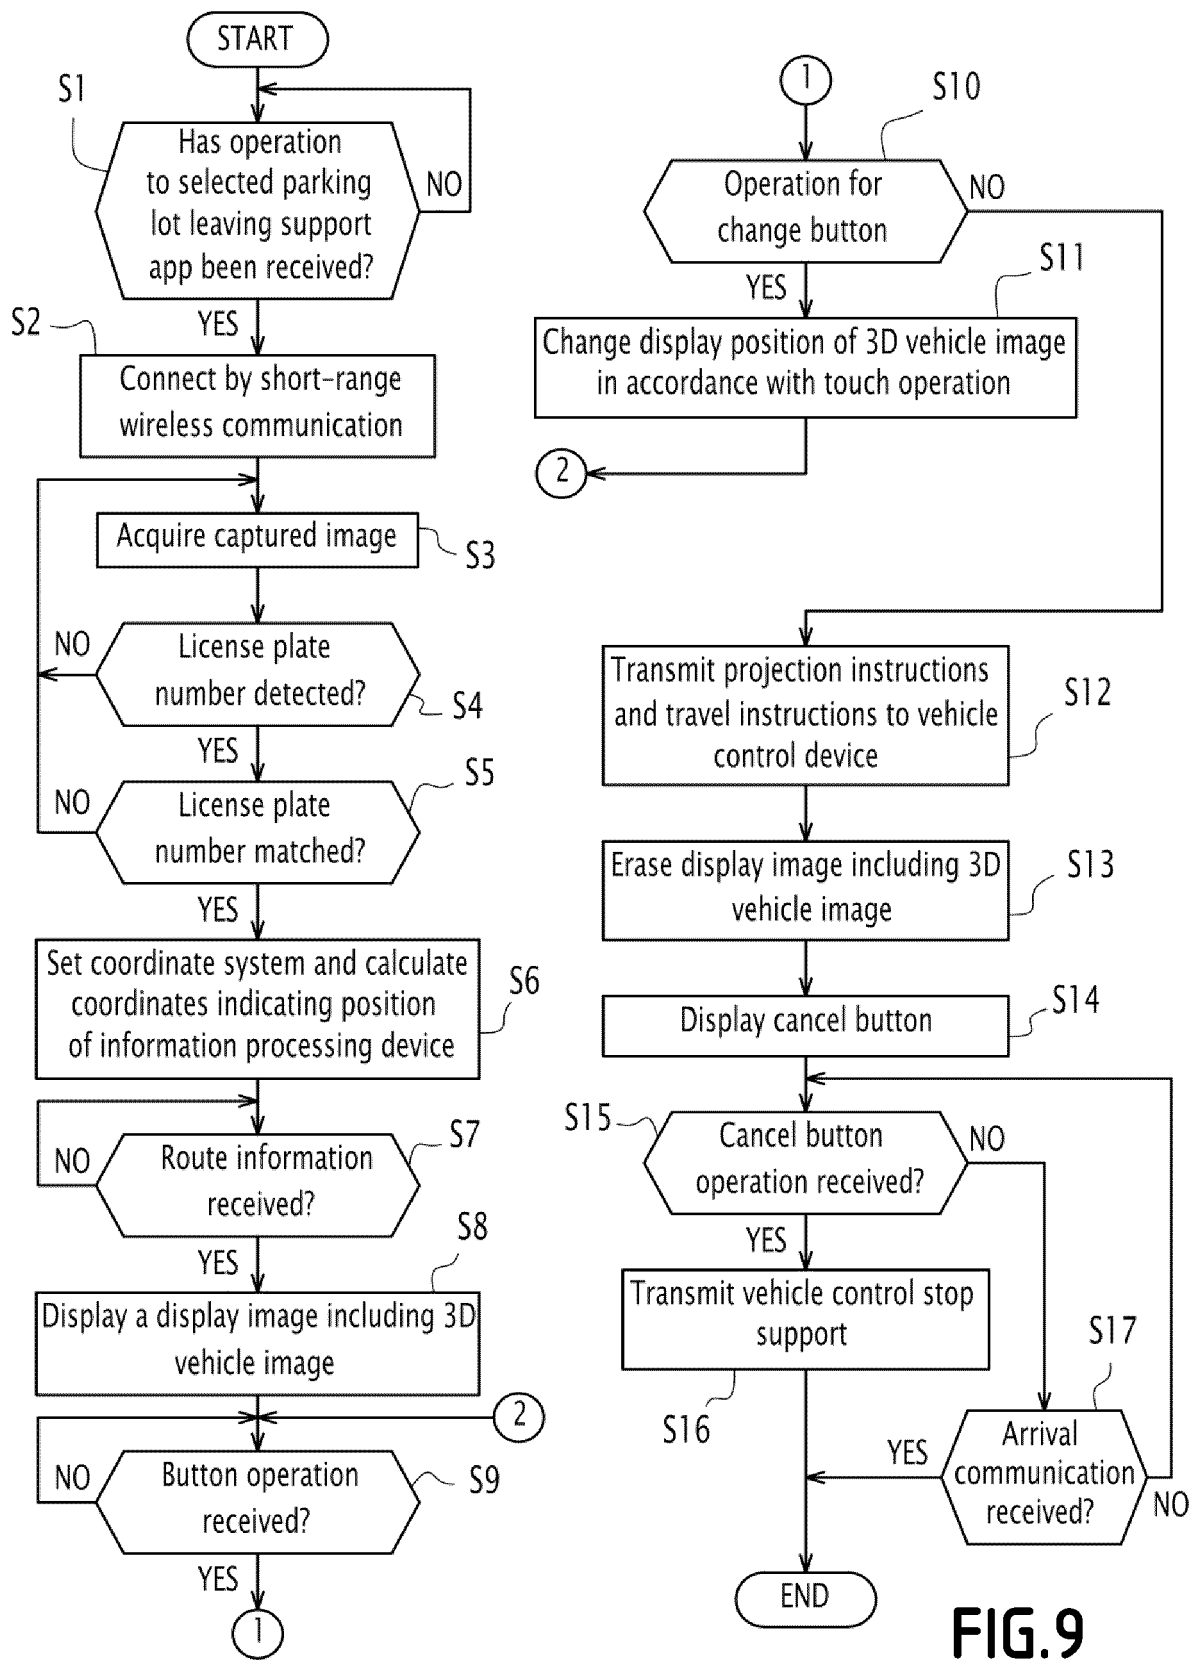 START
S1
Has operation
to selected parking
lot leaving support
app been received?
NO
YES
S2
Connect by short-range
wireless communication
Acquire captured image
S3
NO
License plate
number detected?
S4
YES
S5
NO
License plate
number matched?
YES
Set coordinate system and calculate
coordinates indicating position
of information processing device
S6
S7
NO
Route information
received?
YES
S8
Display a display image including 3D
vehicle image
2
NO
Button operation
received?
S9
YES
1
1
S10
Operation for
change button
NO
YES
S11
Change display position of 3D vehicle image
in accordance with touch operation
2
Transmit projection instructions
and travel instructions to vehicle
control device
S12
Erase display image including 3D
vehicle image
S13
Display cancel button
S14
S15
Cancel button
operation received?
NO
YES
Transmit vehicle control stop
support
S16
S17
Arrival
communication
received?
YES
NO
END
FIG.9